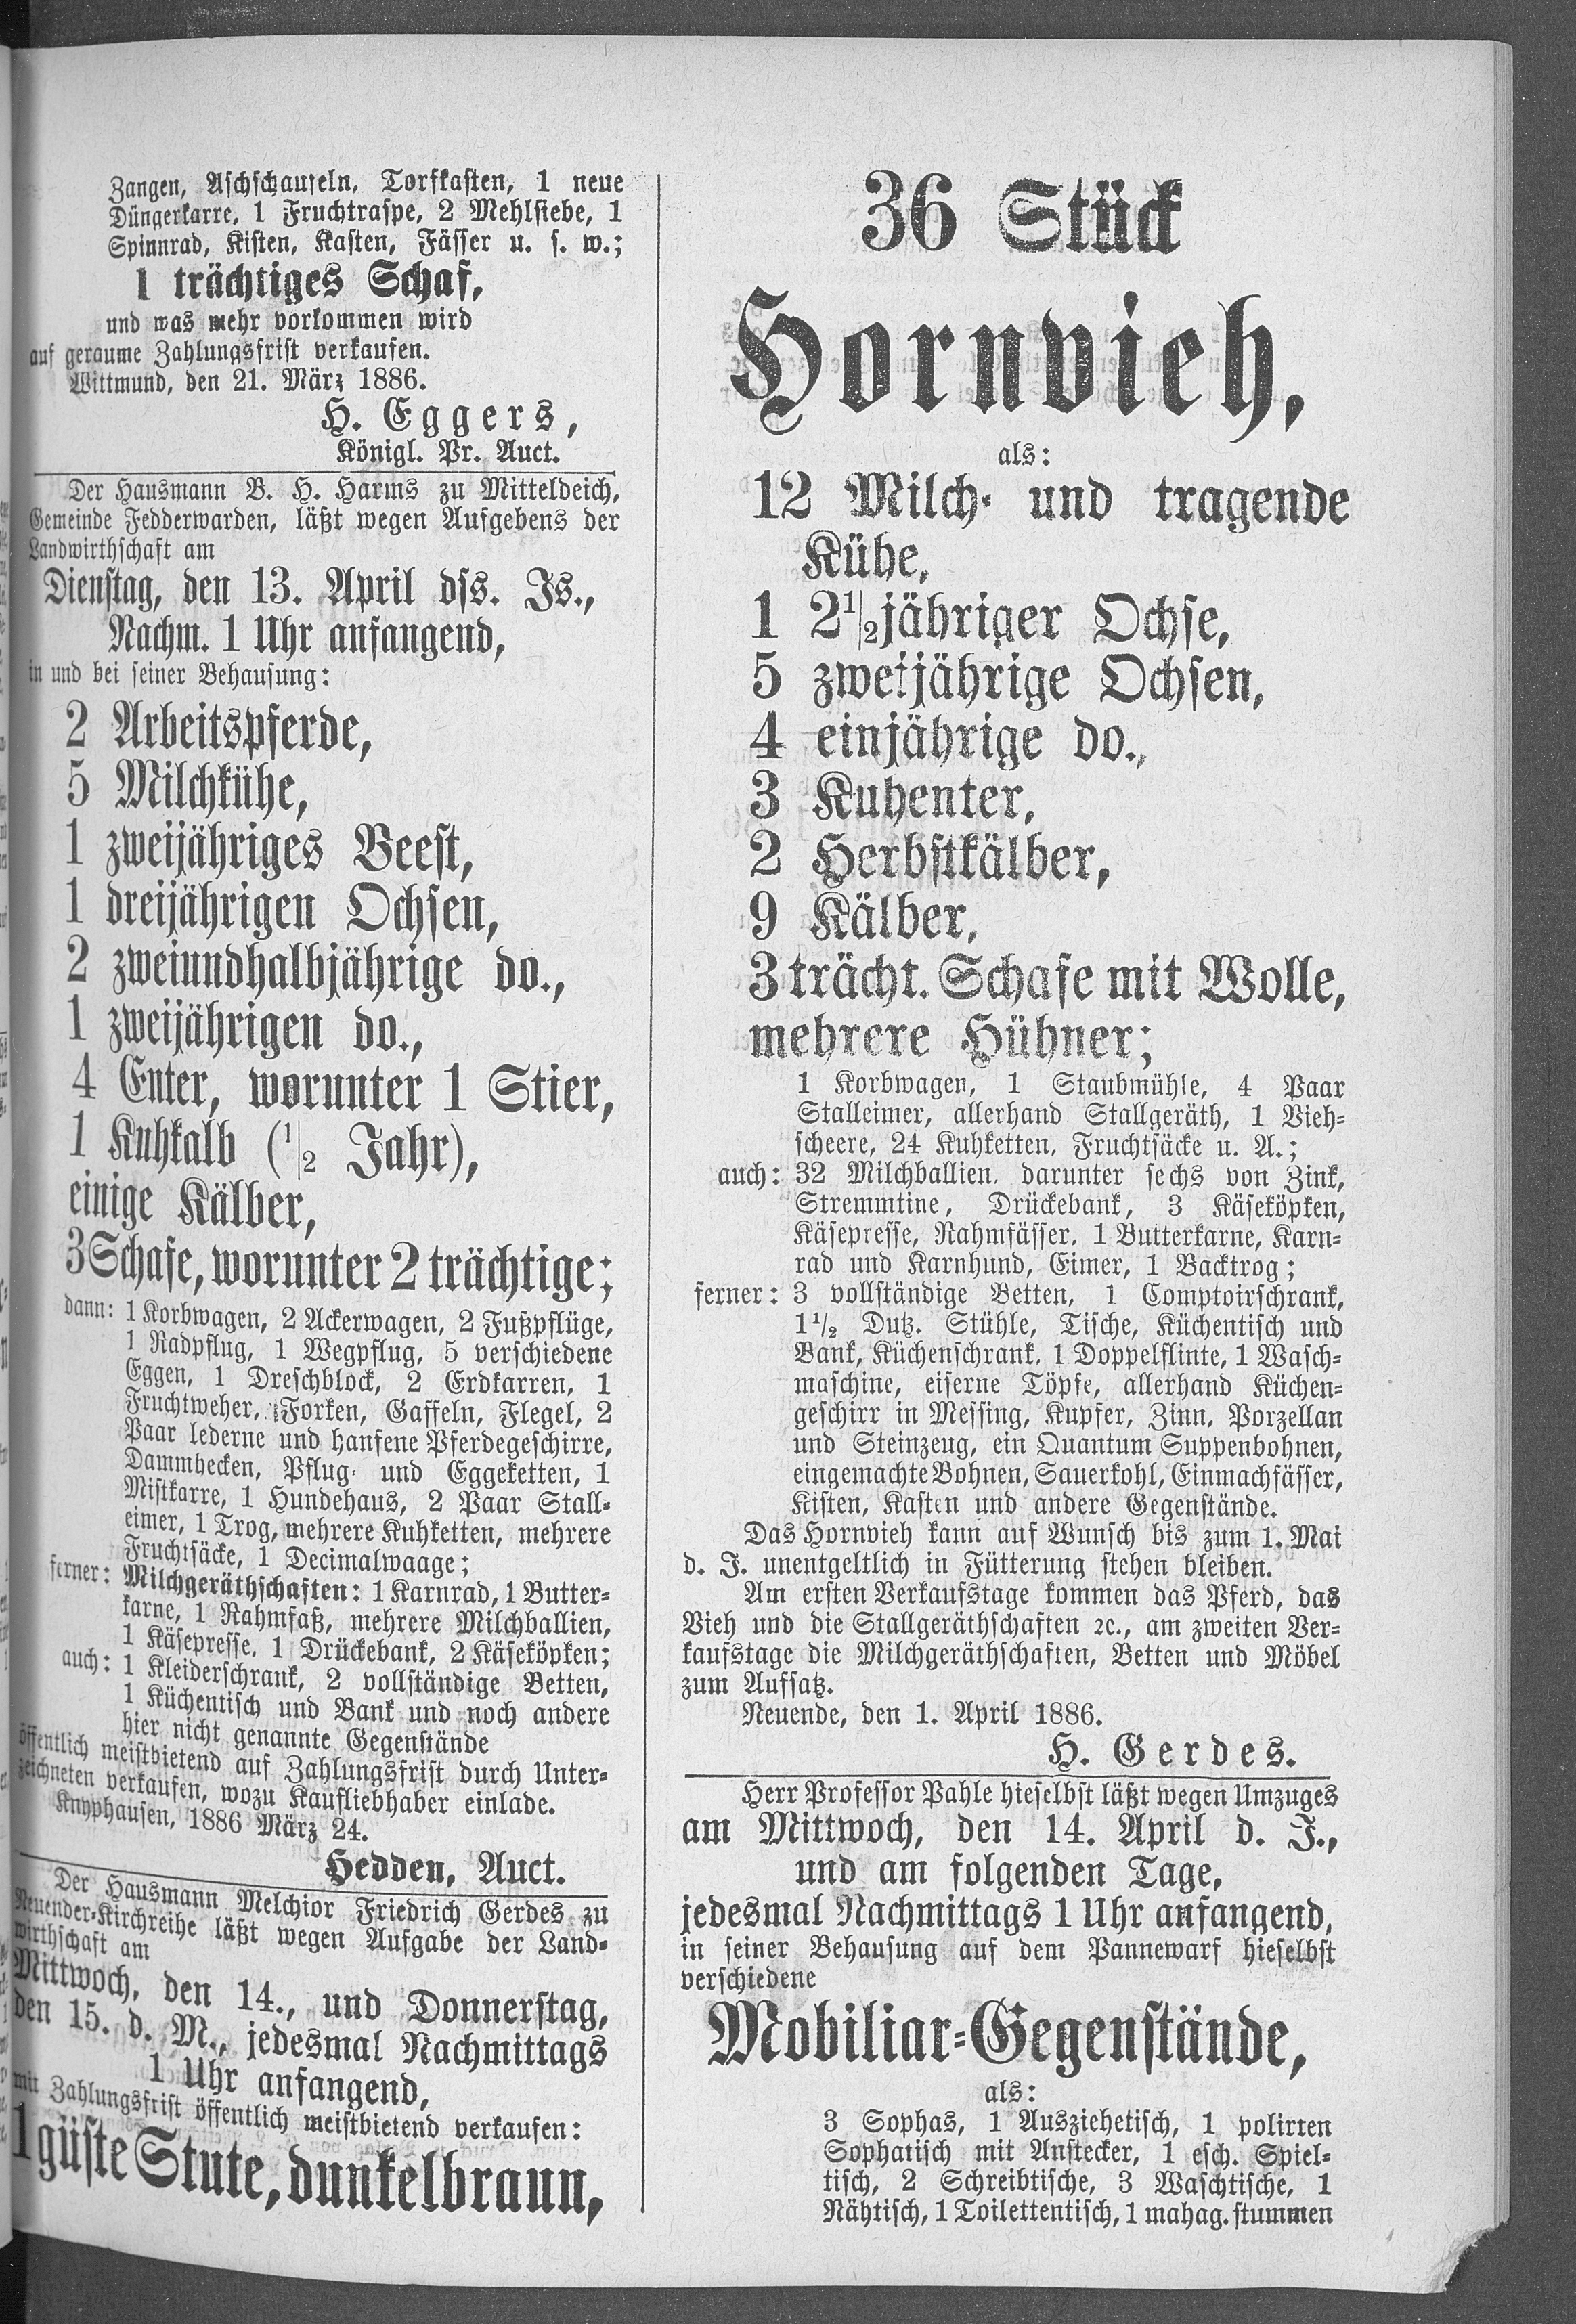 Zangen, Aschschaufeln, Torfkasten, 1 neue
Düngerkarre, 1 Fruchtraspe, 2 Mehlsiebe, 1
Spinnrad, Kisten, Kasten, Fässer u. s. w.;
1 trächtiges Schaf,
und was mehr vorkommen wird
auf geraume Zahlungsfrist verkaufen.
Wittmund, den 21. März 1886.
H. Eggers,
Königl. Pr. Auct.
Der Hausmann B. H. Harms zu Mitteldeich,
Gemeinde Fedderwarden, läßt wegen Aufgebens der
Landwirthschaft am
Dienstag, den 13. April dss. Js.,
Nachm. 1 Uhr anfangend,
in und bei seiner Behausung:
2 Arbeitspferde,
5 Milchkühe,
1 zweijähriges Beest,
1 dreijährigen Ochsen,
2 zweiundhalbjährige do.,
1 zweijährigen do.,
4 Enter, worunter 1 Stier,
1 Kuhkalb (1/2 Jahr),
einige Kälber,
3 Schafe, worunter 2 trächtige;
dann: 1 Korbwagen, 2 Ackerwagen, 2 Fußpflüge,
1 Radpflug, 1 Wegpflug, 5 verschiedene
Eggen, 1 Dreschblock, 2 Erdkarren, 1
Fruchtweher, Forken, Gaffeln, Flegel, 2
Paar lederne und hanfene Pferdegeschirre,
Dammhecken, Pflug- und Eggeketten, 1
Mistkarre, 1 Hundehaus, 2 Paar Stall-
eimer, 1 Trog, mehrere Kuhketten, mehrere
Fruchtsäcke, 1 Decimalwaage;
ferner: Milchgeräthschaften: 1 Karnrad, 1 Butter-
karne, 1 Rahmfaß, mehrere Milchballien,
1 Käsepresse, 1 Drückebank, 2 Käseköpken;
auch: 1 Kleiderschrank, 2 vollständige Betten,
1 Küchentisch und Bank und noch andere
hier nicht genannte Gegenstände
öffentlich meistbietend auf Zahlungsfrist durch Unter-
zeichneten verkaufen, wozu Kaufliebhaber einlade.
Knyphausen, 1886 März 24.
Hedden, Auct.
Der Hausmann Melchior Friedrich Gerdes zu
Neuender-Kirchreihe läßt wegen Aufgabe der Land-
wirthschaft am
Mittwoch, den 14., und Donnerstag,
den 15. d. M., jedesmal Nachmittags
1 Uhr anfangend,
mit Zahlungsfrist öffentlich meistbietend verkaufen:
1 güste Stute, dunkelbraun,
36 Stück
Hornvieh,
als:
12 Milch- und tragende
Kühe,
1 2 1/2jähriger Ochse,
5 zweijährige Ochsen,
4 einjährige do.,
3 Kuhenter,
2 Herbstkälber,
9 Kälber,
3 trächt. Schafe mit Wolle,
mehrere Hühner;
1 Korbwagen, 1 Staubmühle, 4 Paar
Stalleimer, allerhand Stallgeräth, 1 Vieh-
scheere, 24 Kuhketten, Fruchtsäcke u. A.;
auch: 32 Milchballien, darunter sechs von Zink,
Stremmtine, Drückebank, 3 Käseköpken,
Käsepresse, Rahmfässer, 1 Butterkarne, Karn-
rad und Karnhund, Eimer, 1 Backtrog;
ferner: 3 vollständige Betten, 1 Comptoirschrank,
1 1/2 Dutz. Stühle, Tische, Küchentisch und
Bank, Küchenschrank, 1 Doppelflinte, 1 Wasch-
maschine, eiserne Töpfe, allerhand Küchen-
geschirr in Messing, Kupfer, Zinn, Porzellan
und Steinzeug, ein Quantum Suppenbohnen,
eingemachte Bohnen, Sauerkohl, Einmachfässer,
Kisten, Kasten und andere Gegenstände.
Das Hornvieh kann auf Wunsch bis zum 1. Mai
d. J. unentgeltlich in Fütterung stehen bleiben.
Am ersten Verkaufstage kommen das Pferd, das
Vieh und die Stallgeräthschaften ꝛc., am zweiten Ver-
kaufstage die Milchgeräthschaften, Betten und Möbel
zum Aufsatz.
Neuende, den 1. April 1886.
H. Gerdes.
Herr Professor Pahle hieselbst läßt wegen Umzuges
am Mittwoch, den 14. April d. J.,
und am folgenden Tage,
jedesmal Nachmittags 1 Uhr anfangend,
in seiner Behausung auf dem Pannewarf hieselbst
verschiedene
Mobiliar-Gegenstände,
als:
3 Sophas, 1 Ausziehetisch, 1 polirten
Sophatisch mit Anstecker, 1 esch. Spiel-
tisch, 2 Schreibtische, 3 Waschtische, 1
Nähtisch, 1 Toilettentisch, 1 mahag. stummen